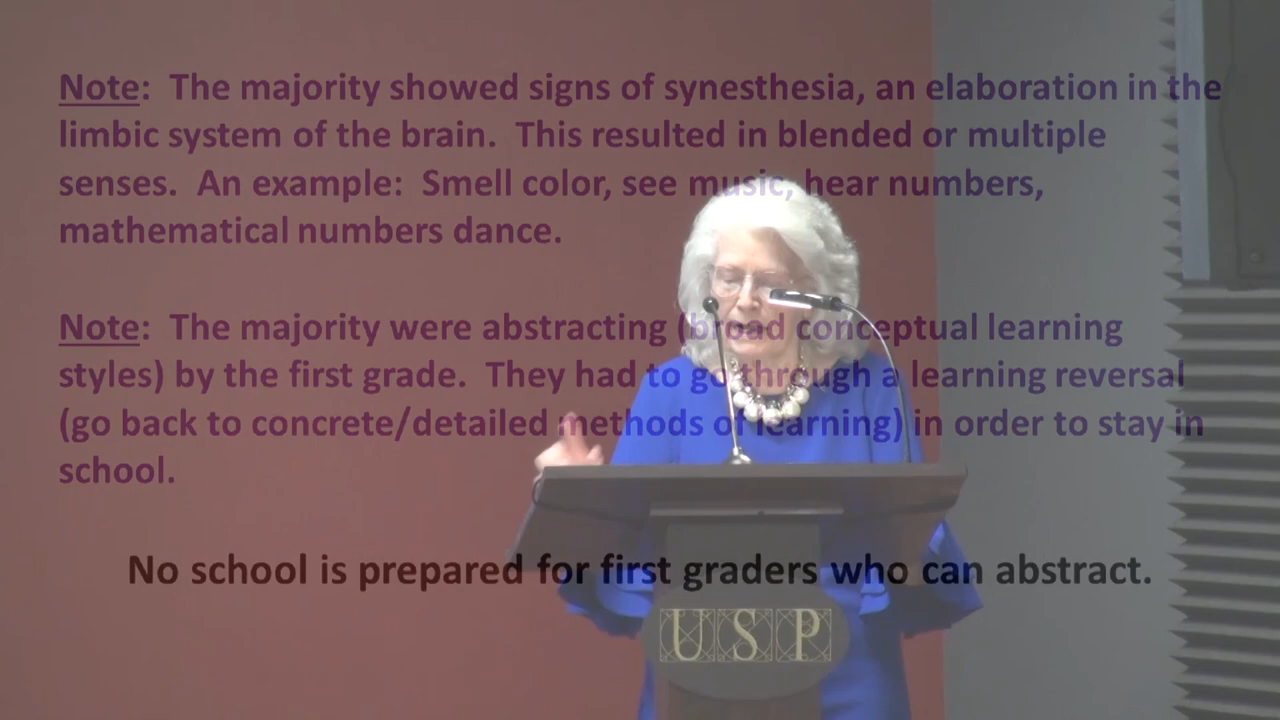 Note:  The majority showed signs of synesthesia, an elaboration in the
limbic system of the brain.  This resulted in blended or multiple
senses.  An example:  Smell color, see music, hear numbers,
mathematical numbers dance.
Note:  The majority were abstracting (broad conceptual learning
styles) by the first grade.  They had to go through a learning reversal
(go back to concrete/detailed methods of learning) in order to stay in
school.
No school is prepared for first graders who can abstract.
USP